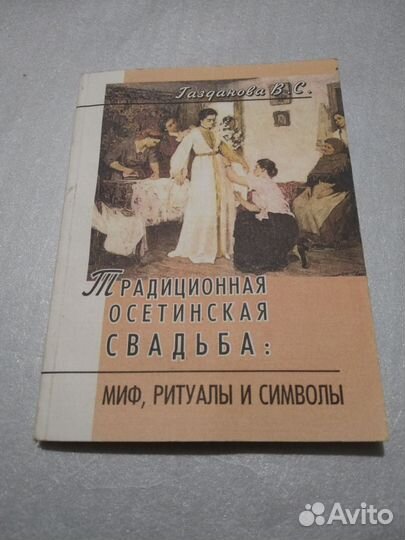 Газданова В. С.
Традиционная
осетинская
свадьба:
миф, ритуалы и символы
Avito